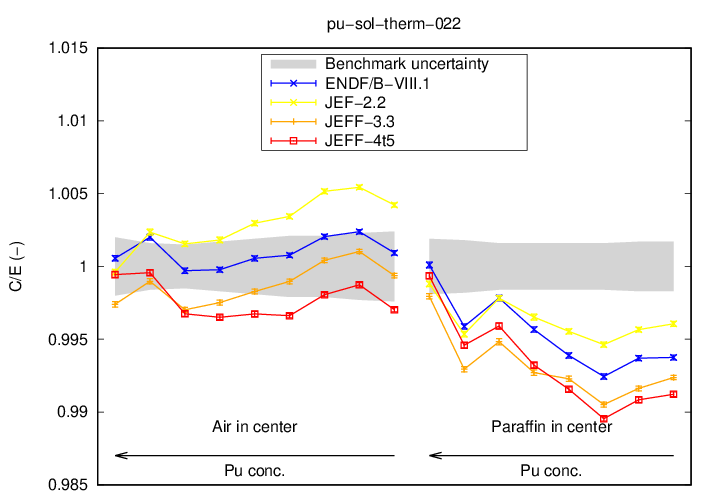 pu−sol−therm−022
1.015
1.01
1.005
1
0.995
0.99
0.985
C/E (−)
Benchmark uncertainty
ENDF/B−VIII.1
JEF−2.2
JEFF−3.3
JEFF−4t5
Air in center
Paraffin in center
Pu conc.
Pu conc.